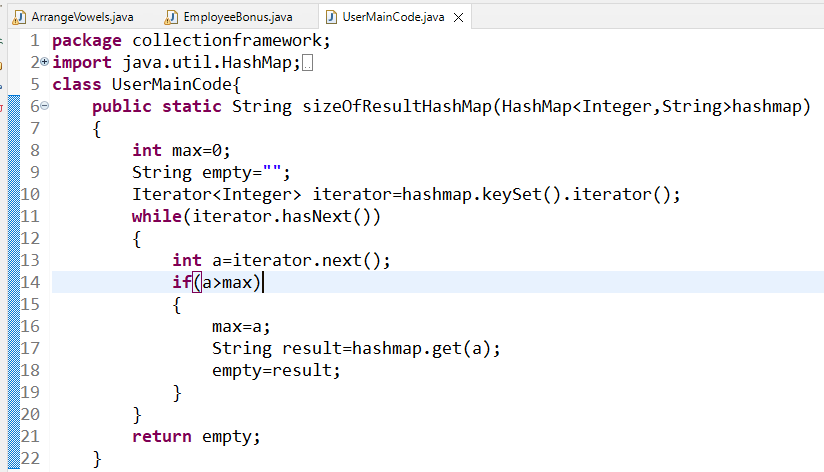 ArrangeVowels.java EmployeeBonus.java UserMainCode.java
1 package collectionframework;
2 import java.util.HashMap;
5 class UserMainCode{
6 public static String sizeOfResultHashMap(HashMap<Integer,String>hashmap)
7 {
8 int max=0;
9 String empty="";
10 Iterator<Integer> iterator=hashmap.keySet().iterator();
11 while(iterator.hasNext())
12 {
13 int a=iterator.next();
14 if(a>max)
15 {
16 max=a;
17 String result=hashmap.get(a);
18 empty=result;
19 }
20 }
21 return empty;
22 }